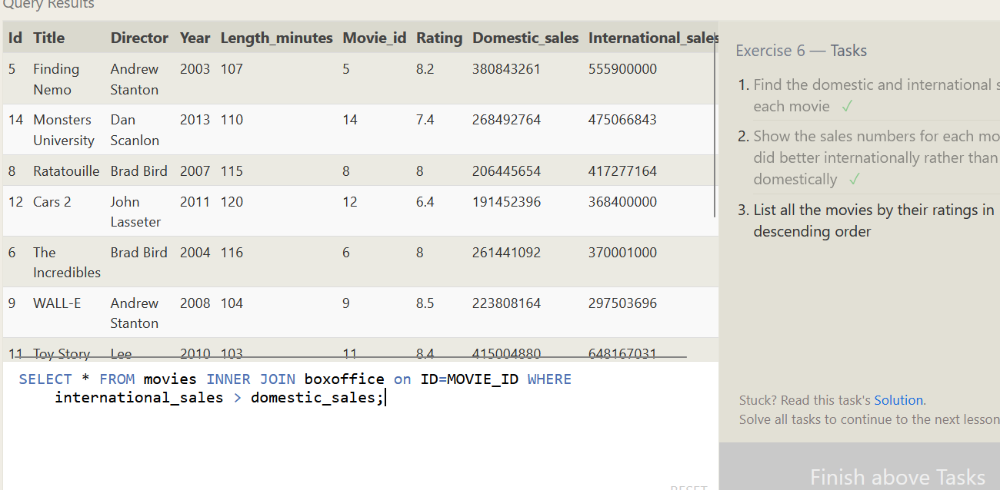 Query Results
Id Title Director Year Length_minutes Movie_id Rating Domestic_sales International_sales
5 Finding Nemo Andrew Stanton 2003 107 5 8.2 380843261 555900000
14 Monsters University Dan Scanlon 2013 110 14 7.4 268492764 475066843
8 Ratatouille Brad Bird 2007 115 8 8 206445654 417277164
12 Cars 2 John Lasseter 2011 120 12 6.4 191452396 368400000
6 The Incredibles Brad Bird 2004 116 6 8 261441092 370001000
9 WALL-E Andrew Stanton 2008 104 9 8.5 223808164 297503696
11 Toy Story Lee 2010 103 11 8.4 415004880 648167031
SELECT * FROM movies INNER JOIN boxoffice on ID=MOVIE_ID WHERE
international_sales > domestic_sales;
RESET
Exercise 6 — Tasks
1. Find the domestic and international s
each movie ✓
2. Show the sales numbers for each mo
did better internationally rather than
domestically ✓
3. List all the movies by their ratings in
descending order
Stuck? Read this task's Solution.
Solve all tasks to continue to the next lesson
Finish above Tasks